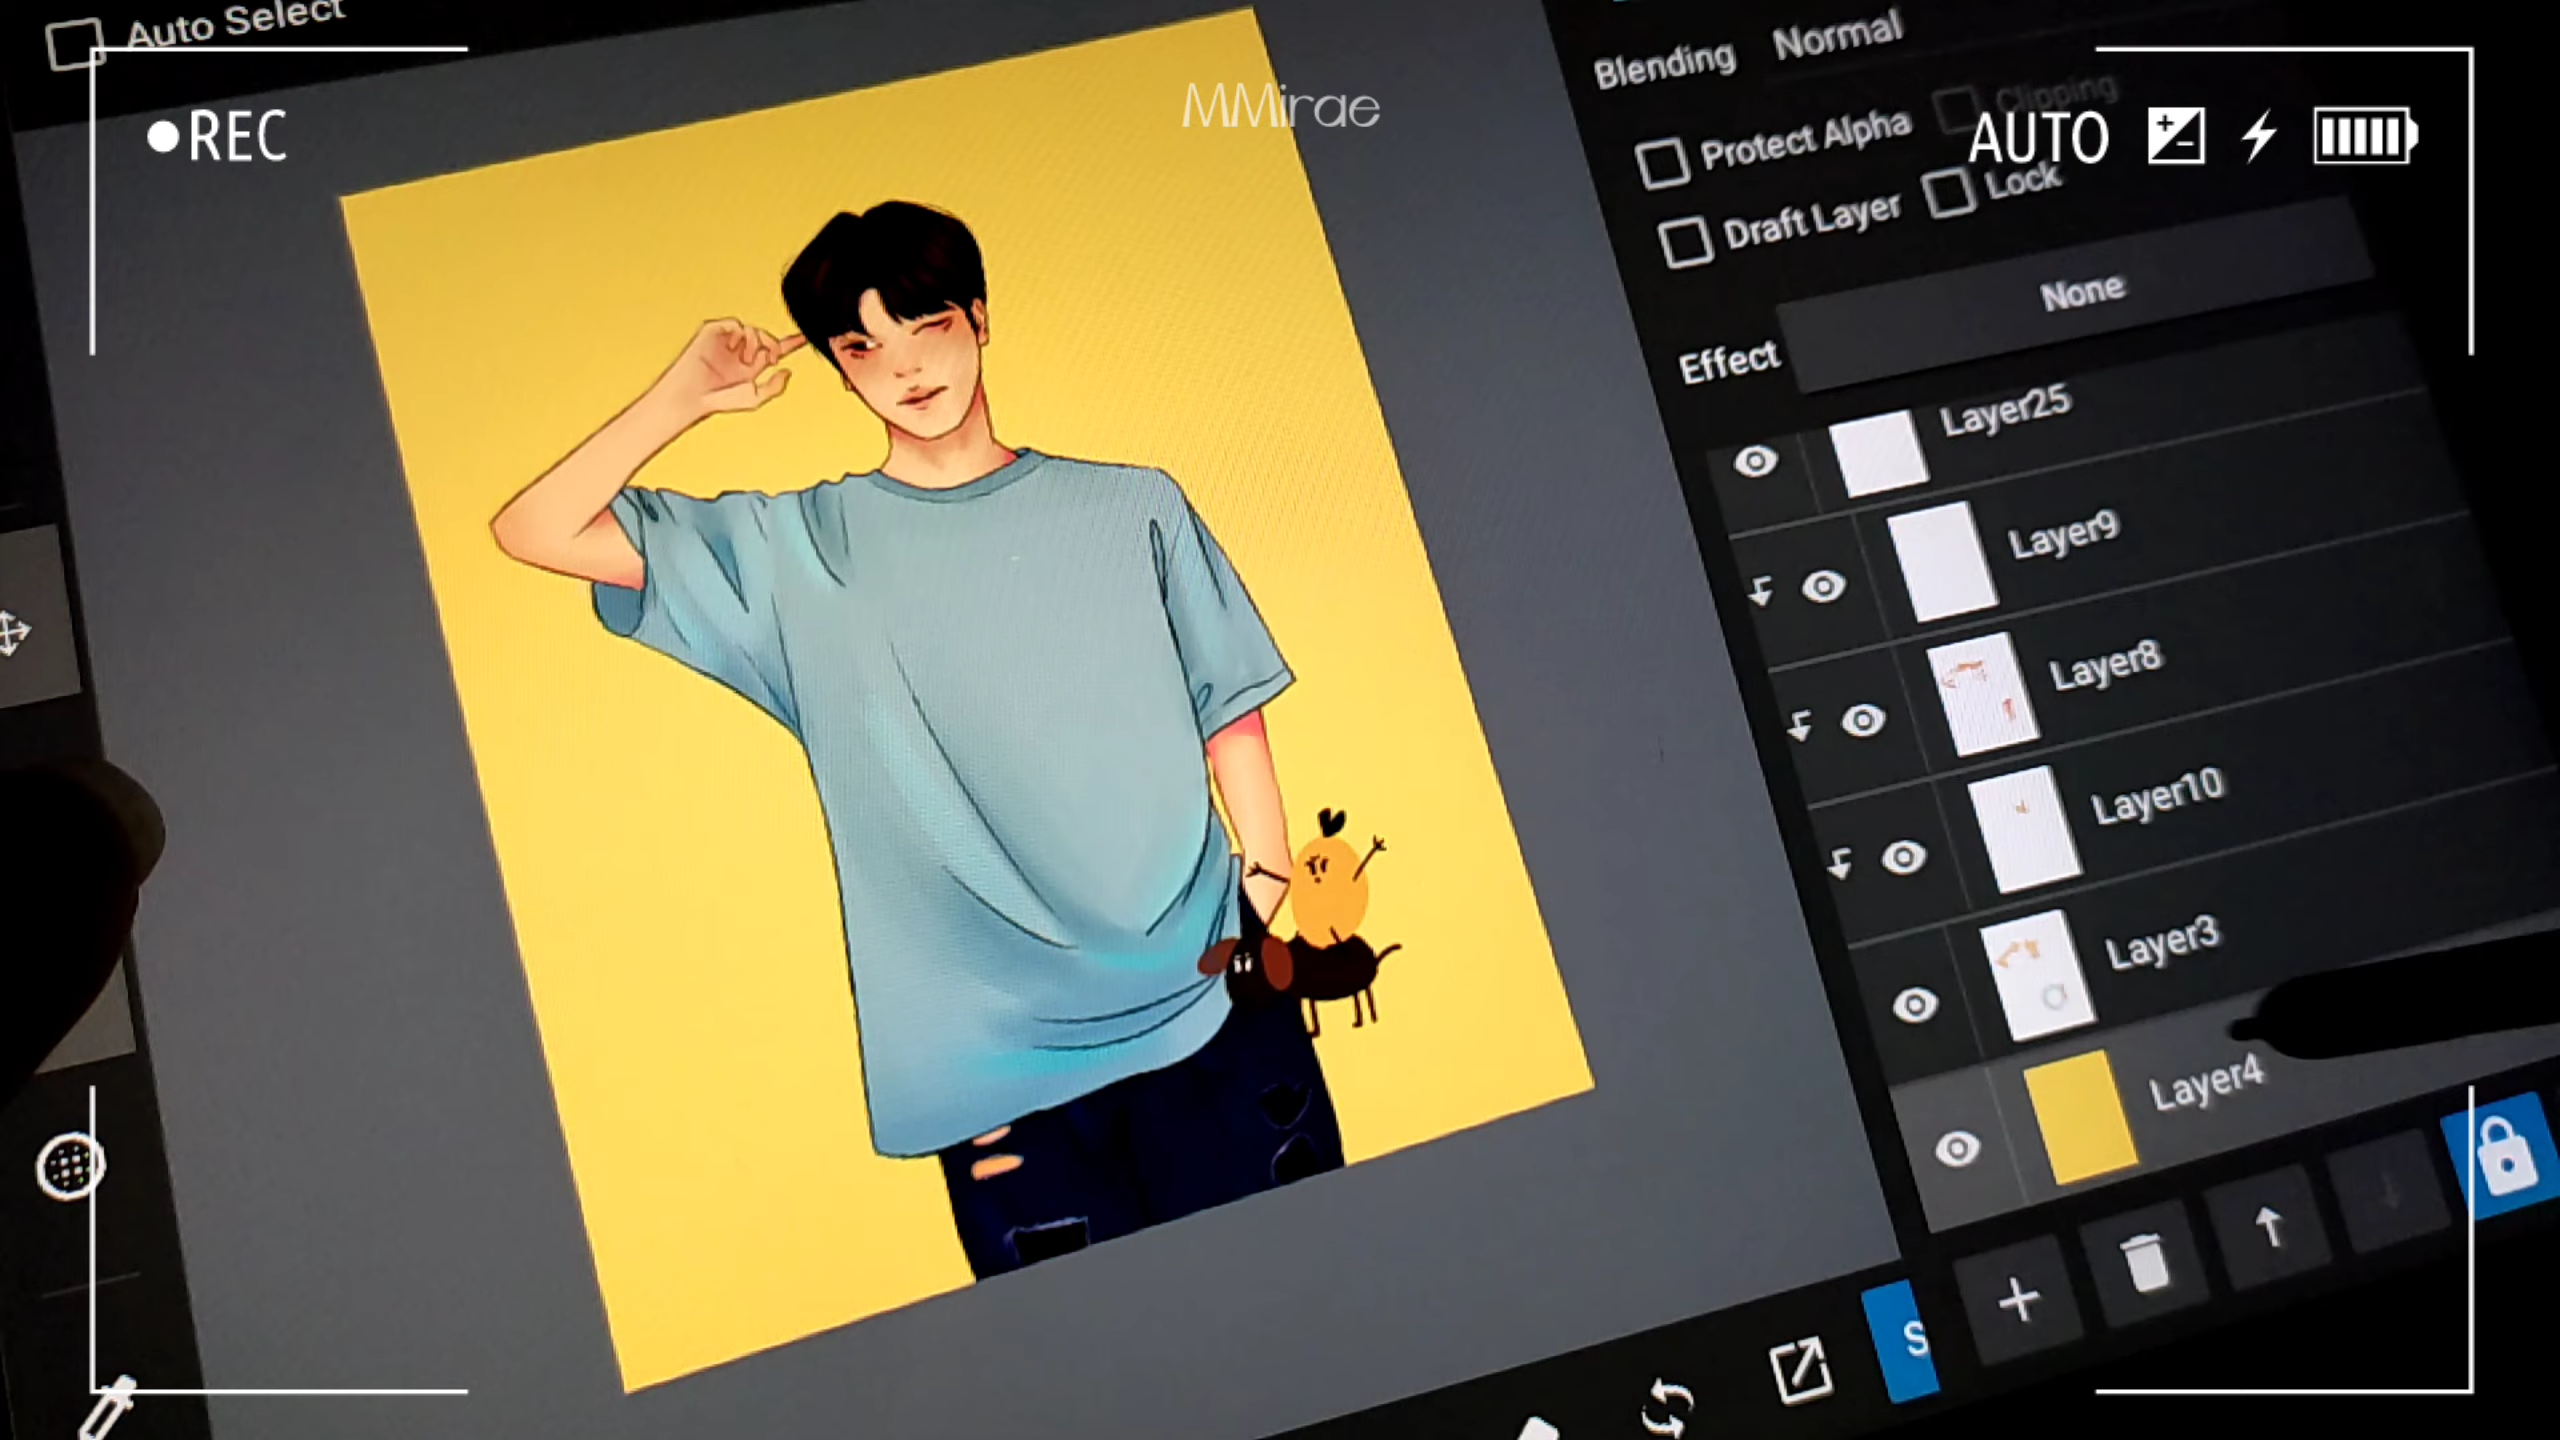 Auto Select
REC
MMirae
AUTO
Blending Normal
Protect Alpha Clipping
Draft Layer Lock
Effect None
Layer25
Layer9
Layer8
Layer10
Layer3
Layer4
S